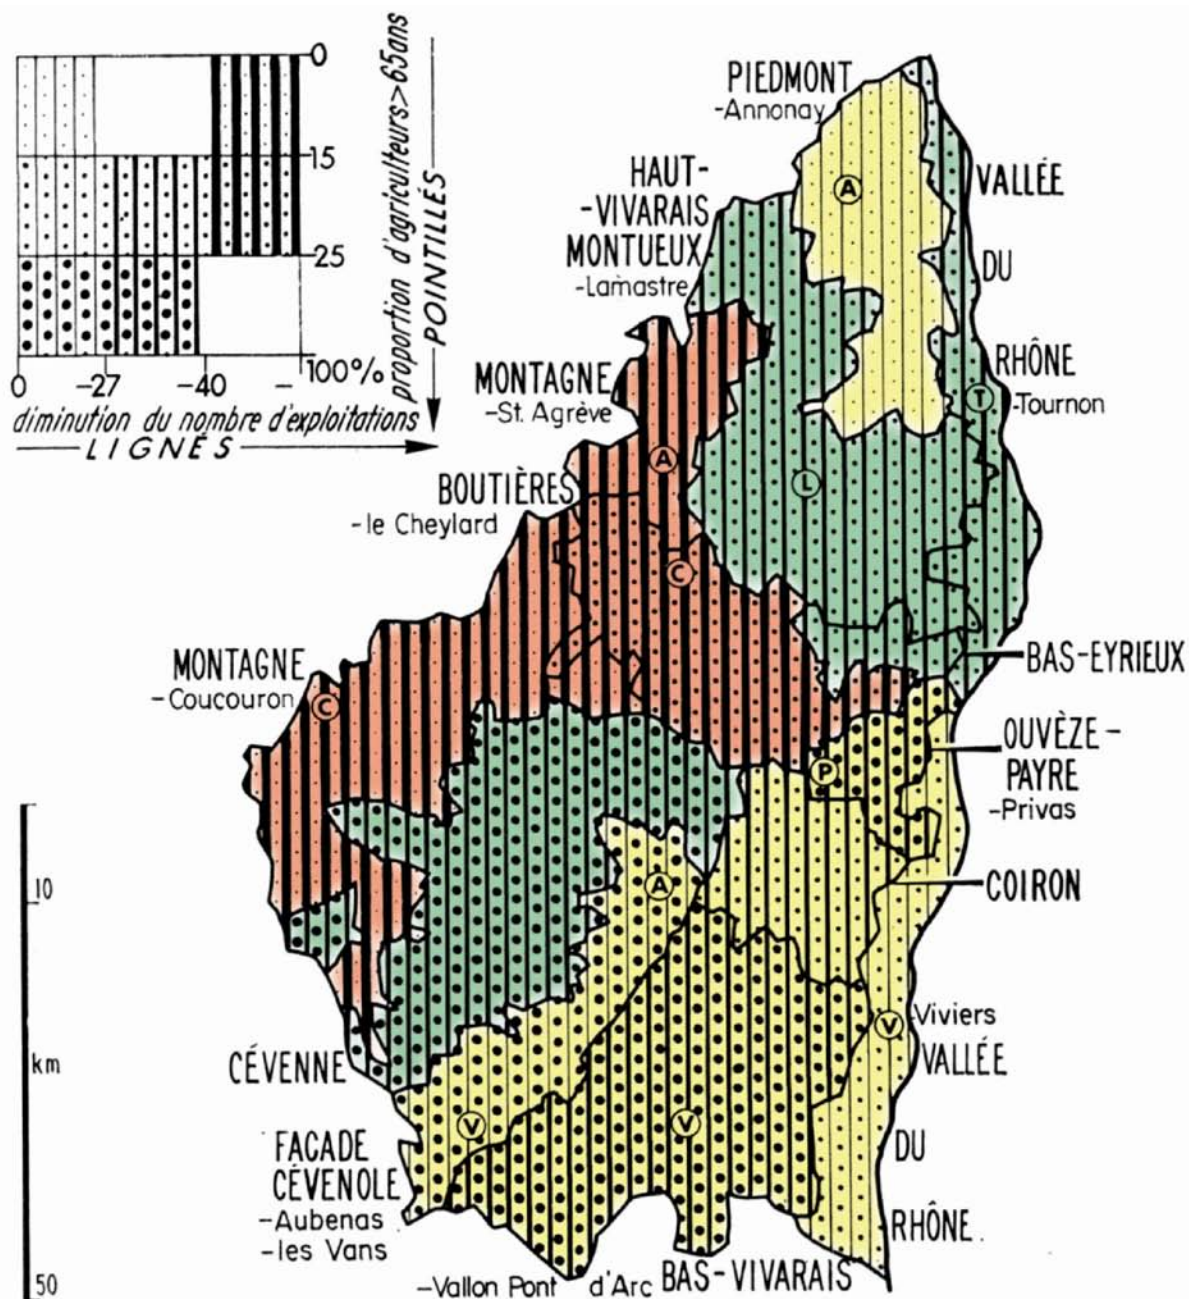 0
15
25
100%
0
-27
-40
-
proportion d'agriculteurs>65ans
POINTILLÉS
diminution du nombre d'exploitations
LIGNÉS
PIEDMONT
-Annonay
HAUT-
-VIVARAIS
MONTUEUX
-Lamastre
VALLÉE
DU
RHÔNE
-Tournon
MONTAGNE
-St. Agrève
BOUTIÈRES
-le Cheylard
MONTAGNE
-Coucouron
BAS-EYRIEUX
OUVÈZE-
PAYRE
-Privas
COIRON
-Viviers
VALLÉE
DU
RHÔNE
CÉVENNE
FAÇADE
CÉVENOLE
-Aubenas
-les Vans
-Vallon Pont d'Arc
BAS-VIVARAIS
A
T
A
L
C
C
P
A
V
V
V
10
km
50